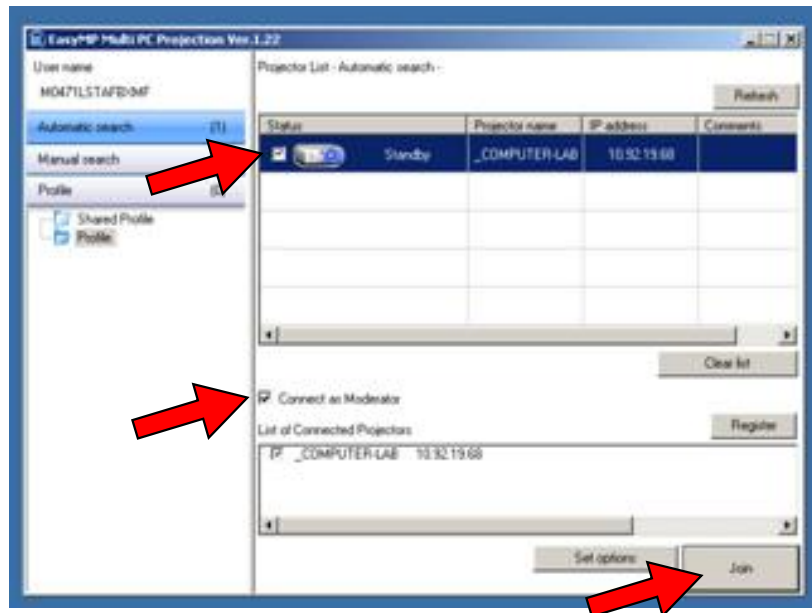 EasyMP Multi PC Projection Ver.1.22
User name
Projector List - Automatic search -
Refresh
Automatic search (1)
Manual search
Profile
Shared Profile
Profile
Status Projector name IP address Comments
Standby _COMPUTER-LAB 10.92.19.68
Clear list
Connect as Moderator
List of Connected Projectors
Register
_COMPUTER-LAB 10.92.19.68
Set options
Join